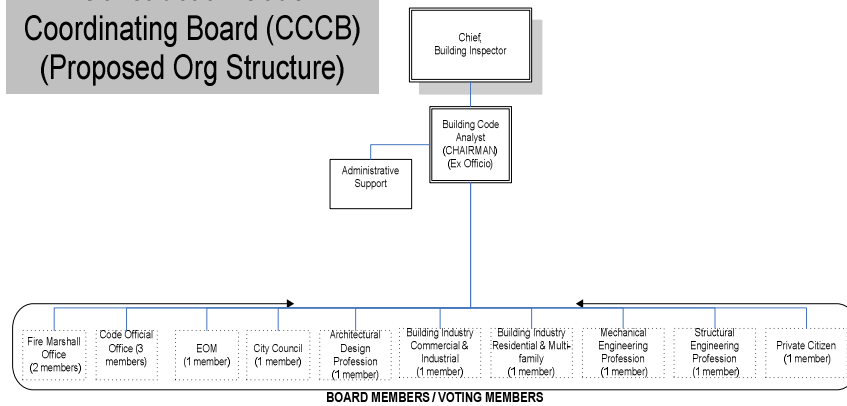 Coordinating Board (CCCB)
(Proposed Org Structure)
Chief,
Building Inspector
Building Code
Analyst
(CHAIRMAN)
(Ex Officio)
Administrative
Support
Fire Marshall
Office
(2 members)
Code Official
Office (3
members)
EOM
(1 member)
City Council
(1 member)
Architectural
Design
Profession
(1 member)
Building Industry
Commercial &
Industrial
(1 member)
Building Industry
Residential & Multi-
family
(1 member)
Mechanical
Engineering
Profession
(1 member)
Structural
Engineering
Profession
(1 member)
Private Citizen
(1 member)
BOARD MEMBERS / VOTING MEMBERS